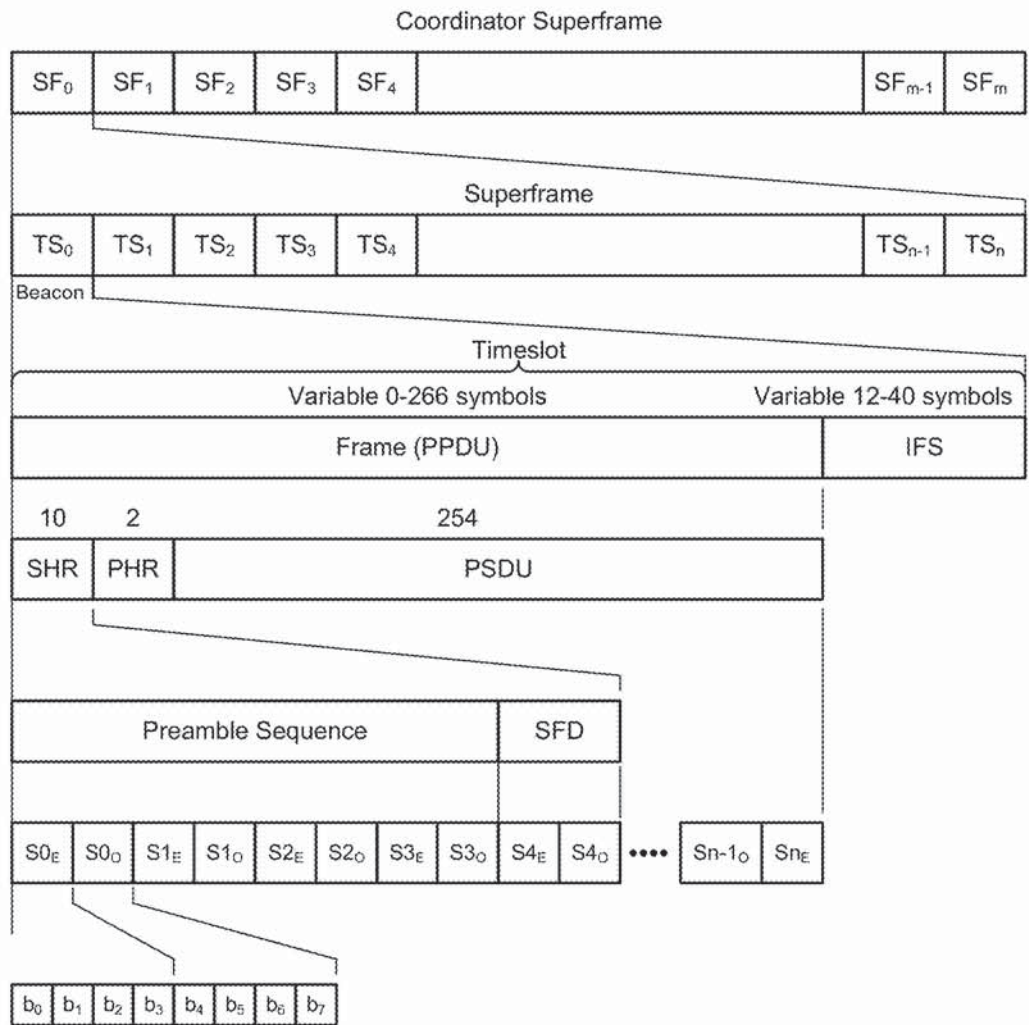 Coordinator Superframe
SF₀ SF₁ SF₂ SF₃ SF₄ SFₘ₋₁ SFₘ
Superframe
TS₀ TS₁ TS₂ TS₃ TS₄ TSₙ₋₁ TSₙ
Beacon
Timeslot
Variable 0-266 symbols Variable 12-40 symbols
Frame (PPDU) IFS
10 2 254
SHR PHR PSDU
Preamble Sequence SFD
S0E S0O S1E S1O S2E S2O S3E S3O S4E S4O •••• Sn-1O SnE
b₀ b₁ b₂ b₃ b₄ b₅ b₆ b₇